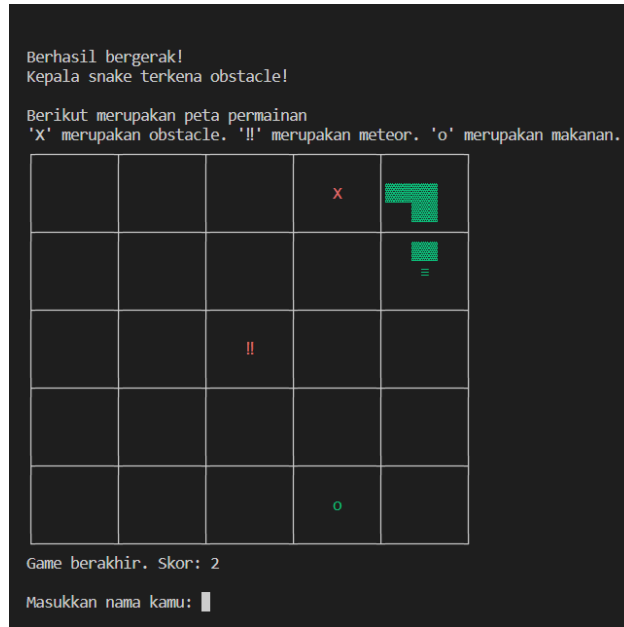 Berhasil bergerak!
Kepala snake terkena obstacle!
Berikut merupakan peta permainan
'X' merupakan obstacle. '‼' merupakan meteor. 'o' merupakan makanan.
X
‼
o
Game berakhir. Skor: 2
Masukkan nama kamu: